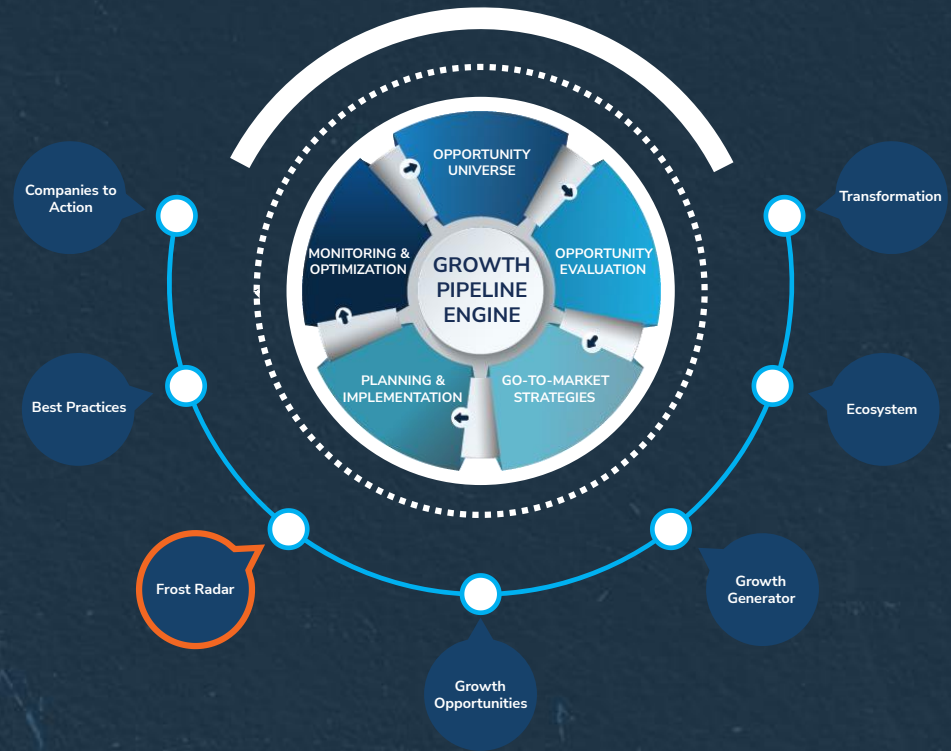 OPPORTUNITY
UNIVERSE
OPPORTUNITY
EVALUATION
GO-TO-MARKET
STRATEGIES
PLANNING &
IMPLEMENTATION
MONITORING &
OPTIMIZATION
GROWTH
PIPELINE
ENGINE
Companies to
Action
Best Practices
Frost Radar
Growth
Opportunities
Growth
Generator
Ecosystem
Transformation